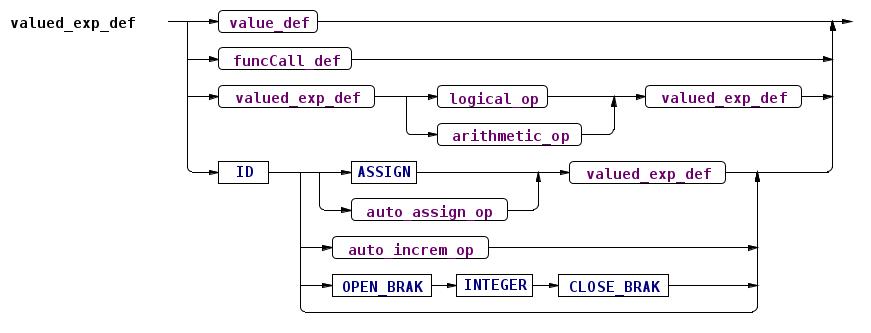 valued_exp_def value_def
funcCall_def
valued_exp_def logical_op valued_exp_def
arithmetic_op
ID ASSIGN valued_exp_def
auto_assign_op
auto_increm_op
OPEN_BRAK INTEGER CLOSE_BRAK